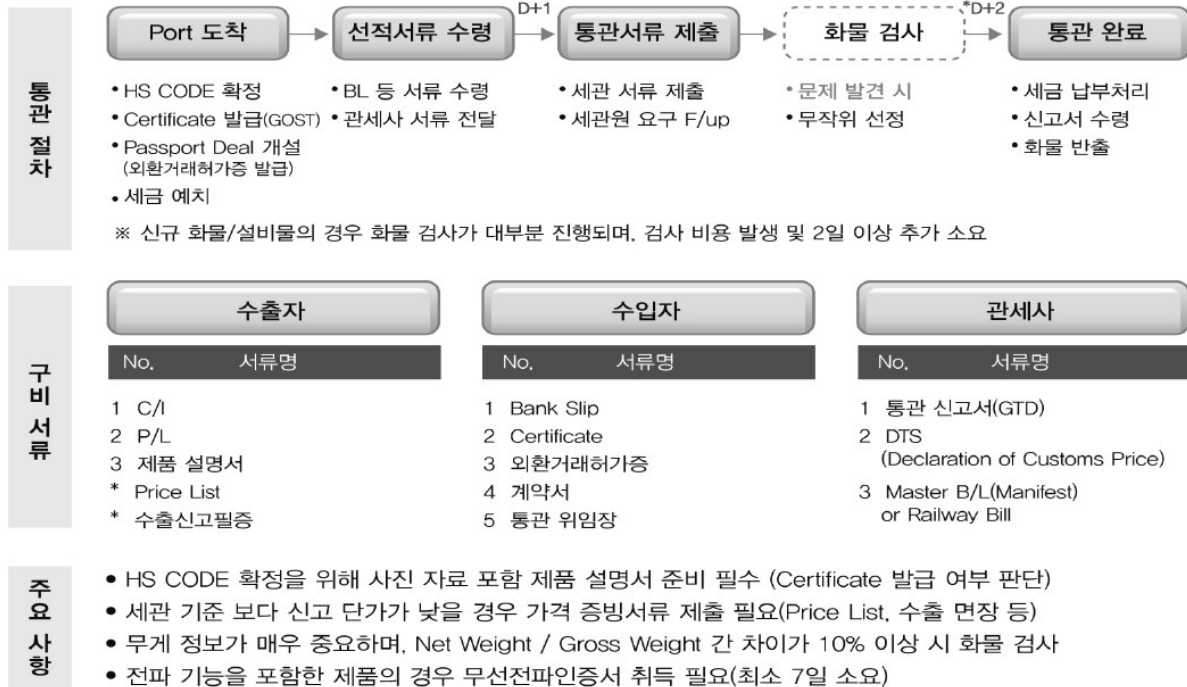 통관 절차
Port 도착
선적서류 수령
D+1
통관서류 제출
화물 검사
*D+2
통관 완료
• HS CODE 확정
• Certificate 발급(GOST)
• Passport Deal 개설
(외환거래허가증 발급)
• 세금 예치
• BL 등 서류 수령
• 관세사 서류 전달
• 세관 서류 제출
• 세관원 요구 F/up
• 문제 발견 시
• 무작위 선정
• 세금 납부처리
• 신고서 수령
• 화물 반출
※ 신규 화물/설비물의 경우 화물 검사가 대부분 진행되며, 검사 비용 발생 및 2일 이상 추가 소요
구비 서류
수출자
No. 서류명
1 C/I
2 P/L
3 제품 설명서
* Price List
* 수출신고필증
수입자
No. 서류명
1 Bank Slip
2 Certificate
3 외환거래허가증
4 계약서
5 통관 위임장
관세사
No. 서류명
1 통관 신고서(GTD)
2 DTS
(Declaration of Customs Price)
3 Master B/L(Manifest)
or Railway Bill
주요 사항
• HS CODE 확정을 위해 사진 자료 포함 제품 설명서 준비 필수 (Certificate 발급 여부 판단)
• 세관 기준 보다 신고 단가가 낮을 경우 가격 증빙서류 제출 필요(Price List, 수출 면장 등)
• 무게 정보가 매우 중요하며, Net Weight / Gross Weight 간 차이가 10% 이상 시 화물 검사
• 전파 기능을 포함한 제품의 경우 무선전파인증서 취득 필요(최소 7일 소요)